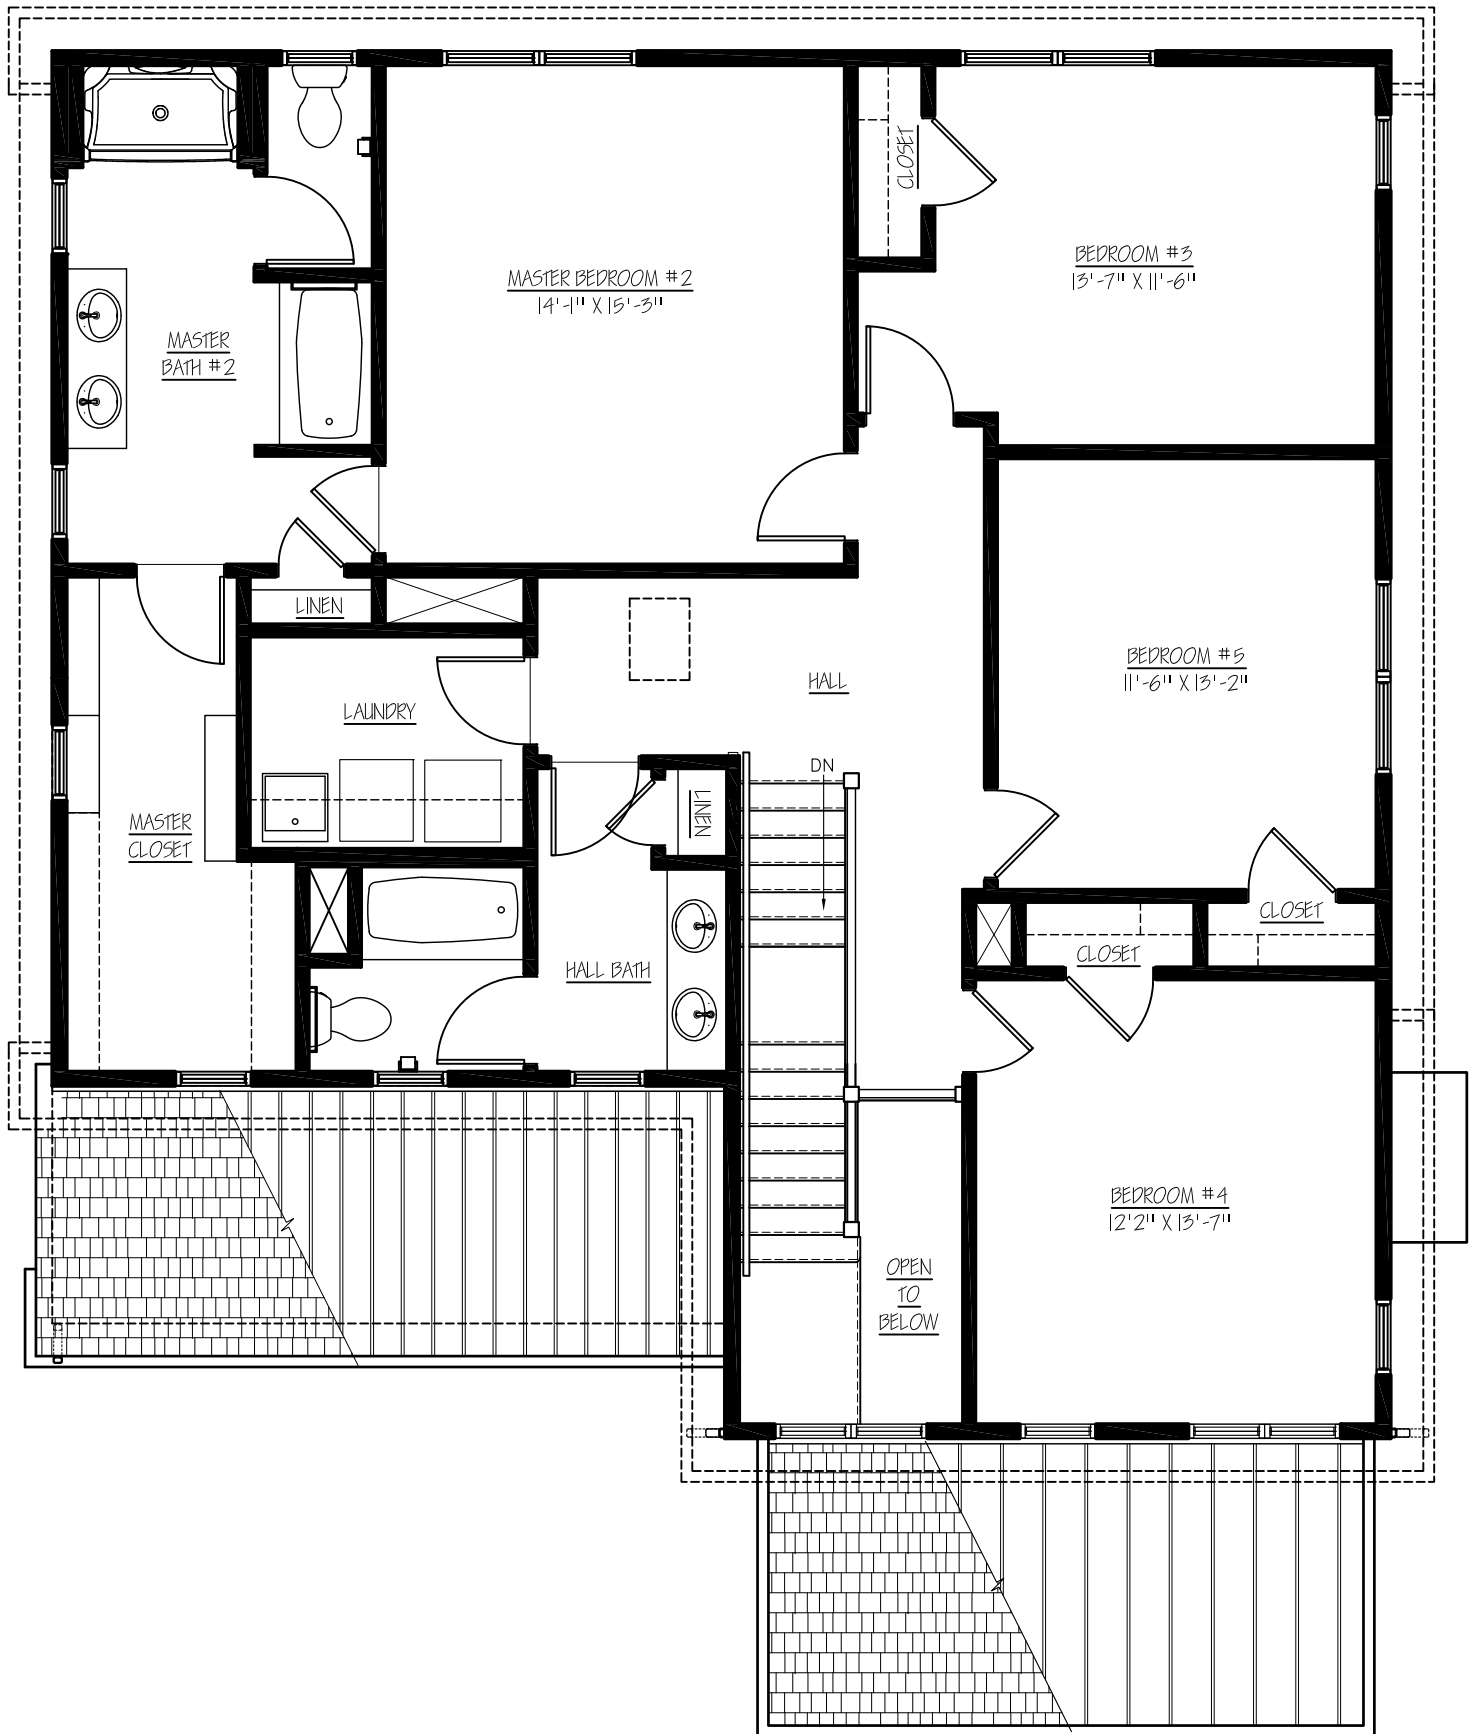 CLOSET
BEDROOM #3
13'-7" X 11'-6"
MASTER BEDROOM #2
14'-1" X 15'-3"
MASTER
BATH #2
LINEN
BEDROOM #5
11'-6" X 13'-2"
HALL
LAUNDRY
DN
LINEN
MASTER
CLOSET
CLOSET
CLOSET
HALL BATH
BEDROOM #4
12'2" X 13'-7"
OPEN
TO
BELOW